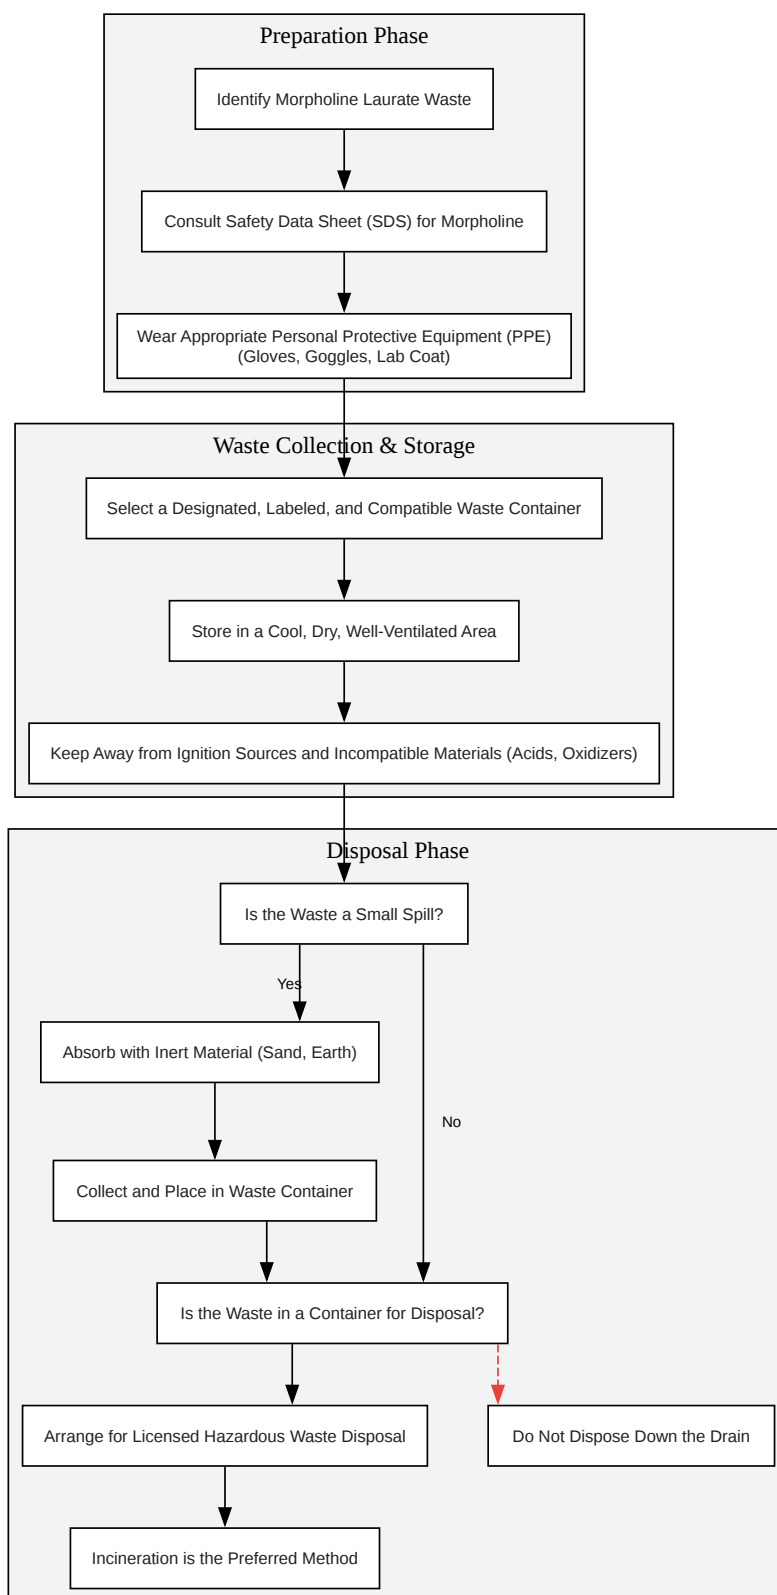 Preparation Phase
Identify Morpholine Laurate Waste
Consult Safety Data Sheet (SDS) for Morpholine
Wear Appropriate Personal Protective Equipment (PPE)
(Gloves, Goggles, Lab Coat)
Waste Collection & Storage
Select a Designated, Labeled, and Compatible Waste Container
Store in a Cool, Dry, Well-Ventilated Area
Keep Away from Ignition Sources and Incompatible Materials (Acids, Oxidizers)
Disposal Phase
Is the Waste a Small Spill?
Yes
Absorb with Inert Material (Sand, Earth)
No
Collect and Place in Waste Container
Is the Waste in a Container for Disposal?
Arrange for Licensed Hazardous Waste Disposal
Do Not Dispose Down the Drain
Incineration is the Preferred Method